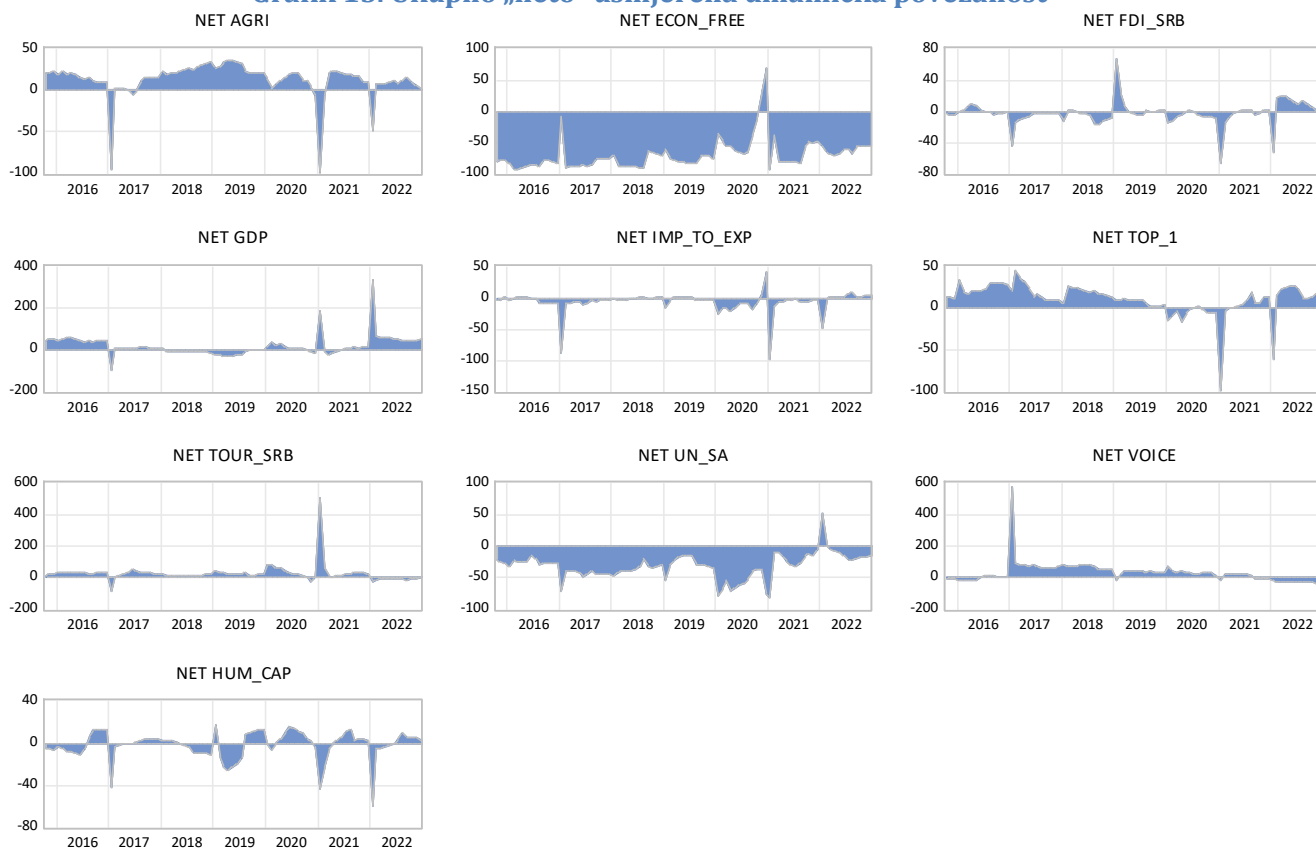 Grafik Ukupno „neto“ usmjerena dinamička povezanost
NET AGRI
50
0
-50
-100
2016 2017 2018 2019 2020 2021 2022
NET ECON_FREE
100
50
0
-50
-100
2016 2017 2018 2019 2020 2021 2022
NET FDI_SRB
80
40
0
-40
-80
2016 2017 2018 2019 2020 2021 2022
NET GDP
400
200
0
-200
2016 2017 2018 2019 2020 2021 2022
NET IMP_TO_EXP
50
0
-50
-100
-150
2016 2017 2018 2019 2020 2021 2022
NET TOP_1
50
0
-50
-100
2016 2017 2018 2019 2020 2021 2022
NET TOUR_SRB
600
400
200
0
-200
2016 2017 2018 2019 2020 2021 2022
NET UN_SA
100
50
0
-50
-100
2016 2017 2018 2019 2020 2021 2022
NET VOICE
600
400
200
0
-200
2016 2017 2018 2019 2020 2021 2022
NET HUM_CAP
40
0
-40
-80
2016 2017 2018 2019 2020 2021 2022